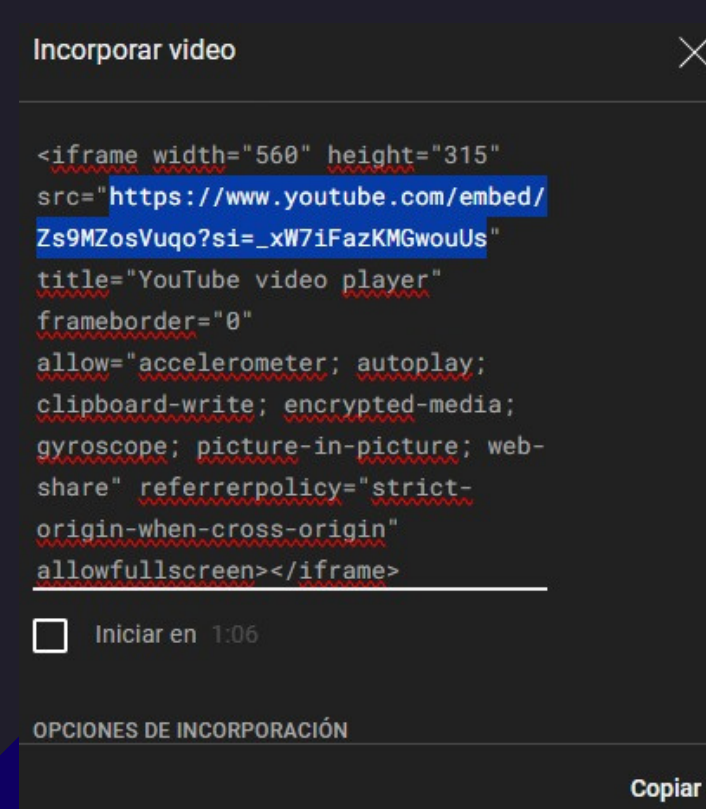 Incorporar video
<iframe width="560" height="315"
src="https://www.youtube.com/embed/
Zs9MZosVuqo?si=_xW7iFazKMGwouUs"
title="YouTube video player"
frameborder="0"
allow="accelerometer; autoplay;
clipboard-write; encrypted-media;
gyroscope; picture-in-picture; web-
share" referrerpolicy="strict-
origin-when-cross-origin"
allowfullscreen></iframe>
Iniciar en 1:06
OPCIONES DE INCORPORACIÓN
Copiar